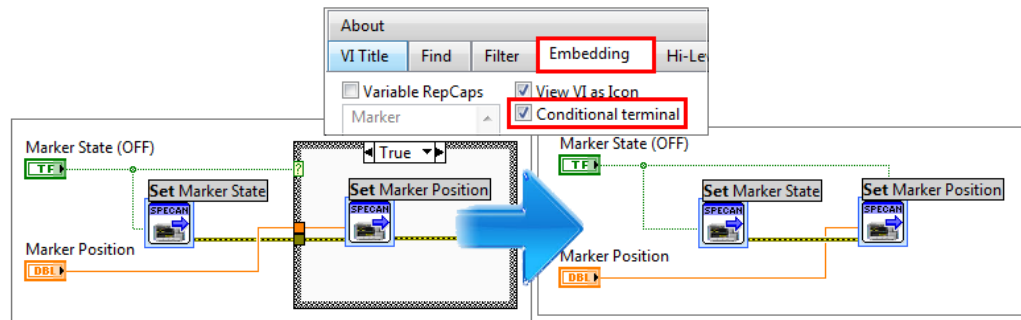 About
VI Title Find Filter Embedding Hi-Le
Variable RepCaps View VI as Icon
Marker Conditional terminal
Marker State (OFF)
TF
?
True
Set Marker State
SPECAN
Set Marker Position
SPECAN
Marker Position
DBL
Marker State (OFF)
TF
Set Marker State
SPECAN
Set Marker Position
SPECAN
Marker Position
DBL